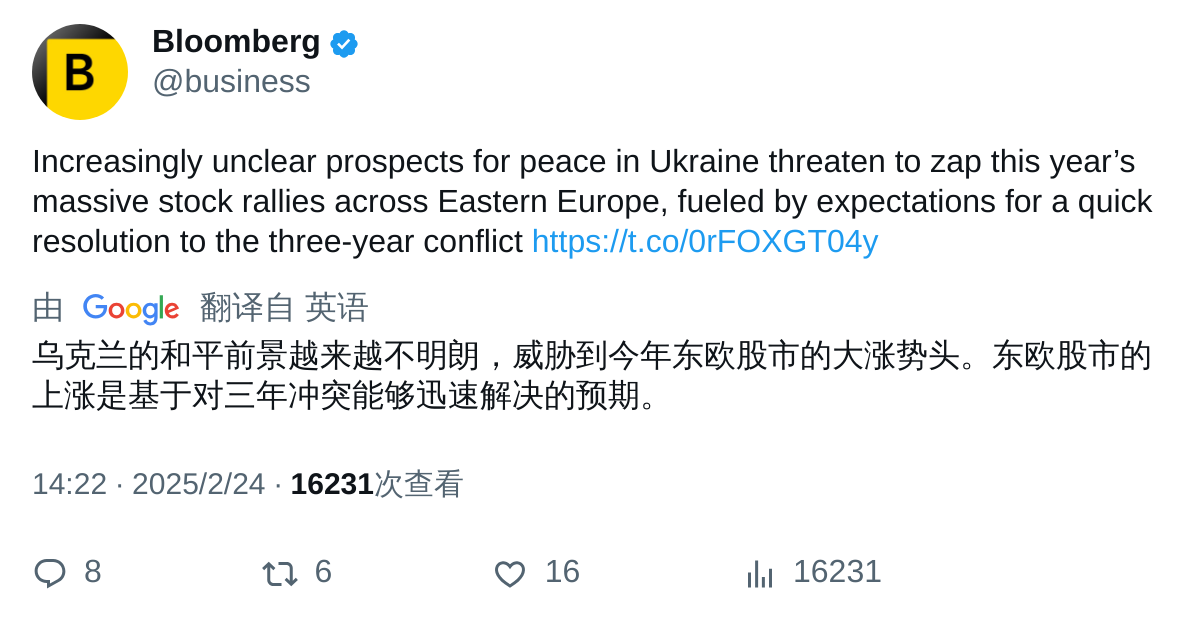 B
Bloomberg
@business
Increasingly unclear prospects for peace in Ukraine threaten to zap this year’s
massive stock rallies across Eastern Europe, fueled by expectations for a quick
resolution to the three-year conflict https://t.co/0rFOXGT04y
由 Google 翻译自 英语
乌克兰的和平前景越来越不明朗，威胁到今年东欧股市的大涨势头。东欧股市的
上涨是基于对三年冲突能够迅速解决的预期。
14:22 · 2025/2/24 · 16231次查看
8 6 16 16231